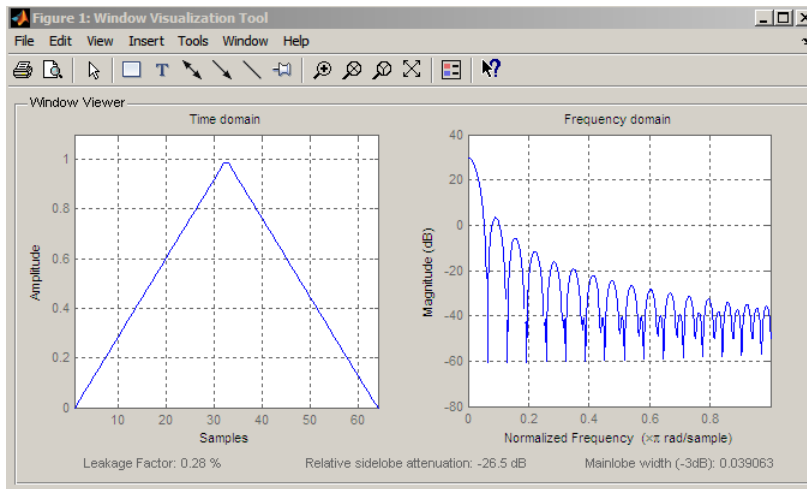 Figure 1: Window Visualization Tool
File Edit View Insert Tools Window Help
T
?
Window Viewer
Time domain
1
0.8
0.6
0.4
0.2
0
10 20 30 40 50 60
Amplitude
Samples
Frequency domain
40
20
0
-20
-40
-60
-80
0 0.2 0.4 0.6 0.8
Magnitude (dB)
Normalized Frequency (×π rad/sample)
Leakage Factor: 0.28 % Relative sidelobe attenuation: -26.5 dB Mainlobe width (-3dB): 0.039063